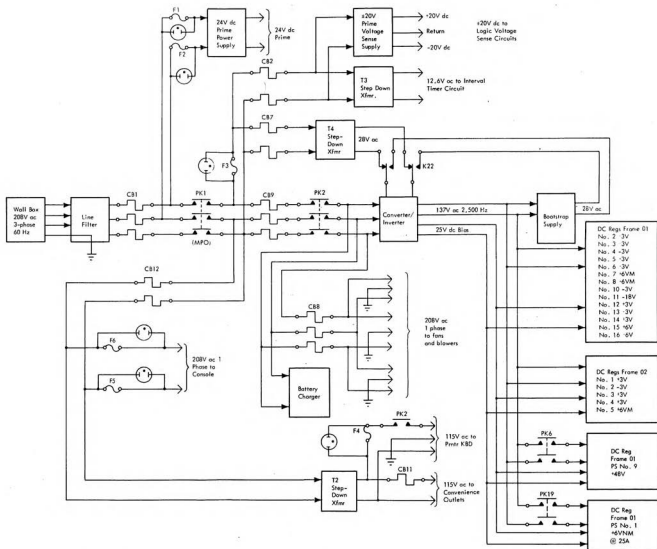 F1
24V dc
Prime
Power
Supply
24V dc
Prime
F2
±20V
Prime
Voltage
Sense
Supply
+20V dc
Return
-20V dc
±20V dc to
Logic Voltage
Sense Circuits
CB2
T3
Step Down
Xfmr.
12.6V ac to Interval
Timer Circuit
CB7
T4
Step-
Down
Xfmr
28V ac
K22
F3
Wall Box
208V ac
3-phase
60 Hz
Line
Filter
CB1
PK1
(MPO)
CB9
PK2
Converter/
Inverter
137V ac 2,500 Hz
25V dc Bias
Bootstrap
Supply
28V ac
DC Regs Frame 01
No. 2 -3V
No. 3 -3V
No. 4 -3V
No. 5 -3V
No. 6 -3V
No. 7 +6VM
No. 8 +6VM
No. 10 -3V
No. 11 -18V
No. 12 +3V
No. 13 -3V
No. 14 +3V
No. 15 +6V
No. 16 -6V
CB12
CB8
208V ac
1 phase
to fans
and blowers
F6
F5
208V ac 1
Phase to
Console
Battery
Charger
DC Regs Frame 02
No. 1 +3V
No. 2 -3V
No. 3 +3V
No. 4 +3V
No. 5 +6VM
F4
PK2
115V ac to
Prntr KBD
PK6
DC Reg
Frame 01
PS No. 9
+48V
T2
Step-
Down
Xfmr
CB11
115V ac to
Convenience
Outlets
PK19
DC Reg
Frame 01
PS No. 1
+6VNM
@ 25A